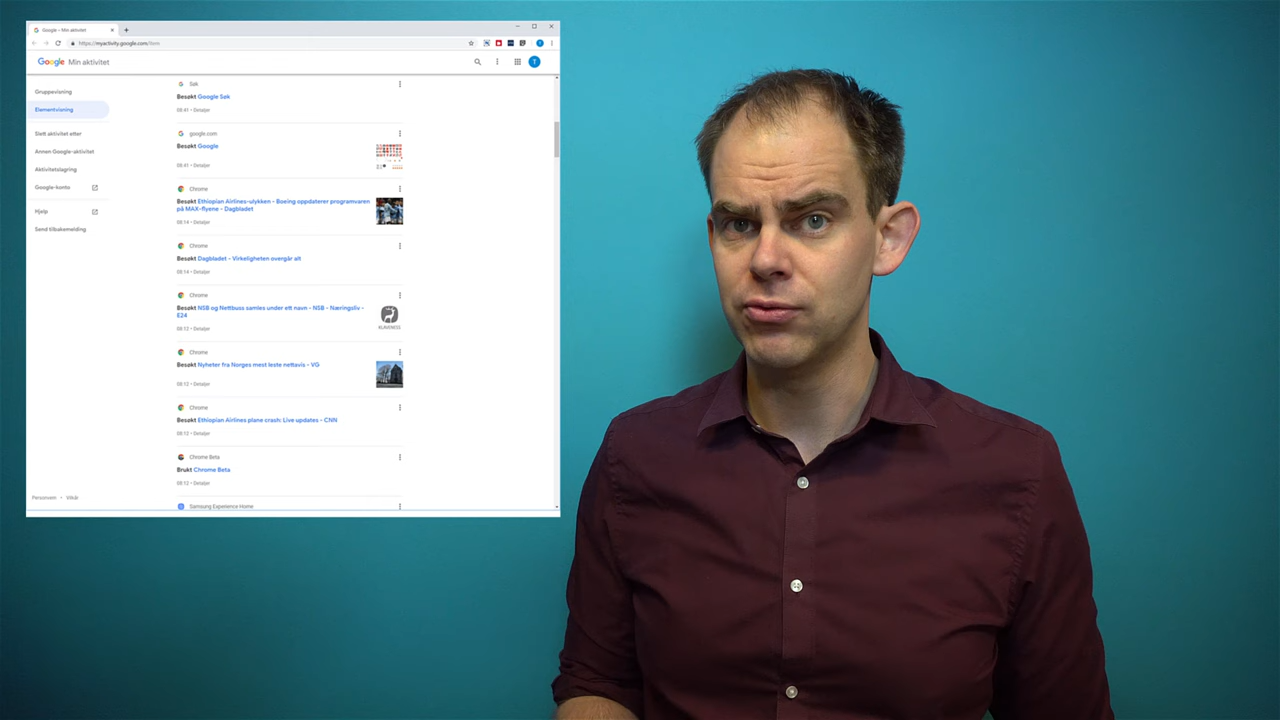 Google – Min aktivitet
https://myactivity.google.com/item
Google Min aktivitet
T
Gruppevisning
Elementvisning
Slett aktivitet etter
Annen Google-aktivitet
Aktivitetslagring
Google-konto
Hjelp
Send tilbakemelding
Personvern • Vilkår
Søk
Besøkt Google Søk
08:41 • Detaljer
google.com
Besøkt Google
08:41 • Detaljer
Chrome
Besøkt Ethiopian Airlines-ulykken - Boeing oppdaterer programvaren
på MAX-flyene - Dagbladet
08:14 • Detaljer
Chrome
Besøkt Dagbladet - Virkeligheten overgår alt
08:14 • Detaljer
Chrome
Besøkt NSB og Nettbuss samles under ett navn - NSB - Næringsliv -
E24
08:12 • Detaljer
KLAVENESS
Chrome
Besøkt Nyheter fra Norges mest leste nettavis - VG
08:12 • Detaljer
Chrome
Besøkt Ethiopian Airlines plane crash: Live updates - CNN
08:12 • Detaljer
Chrome Beta
Brukt Chrome Beta
08:12 • Detaljer
Samsung Experience Home